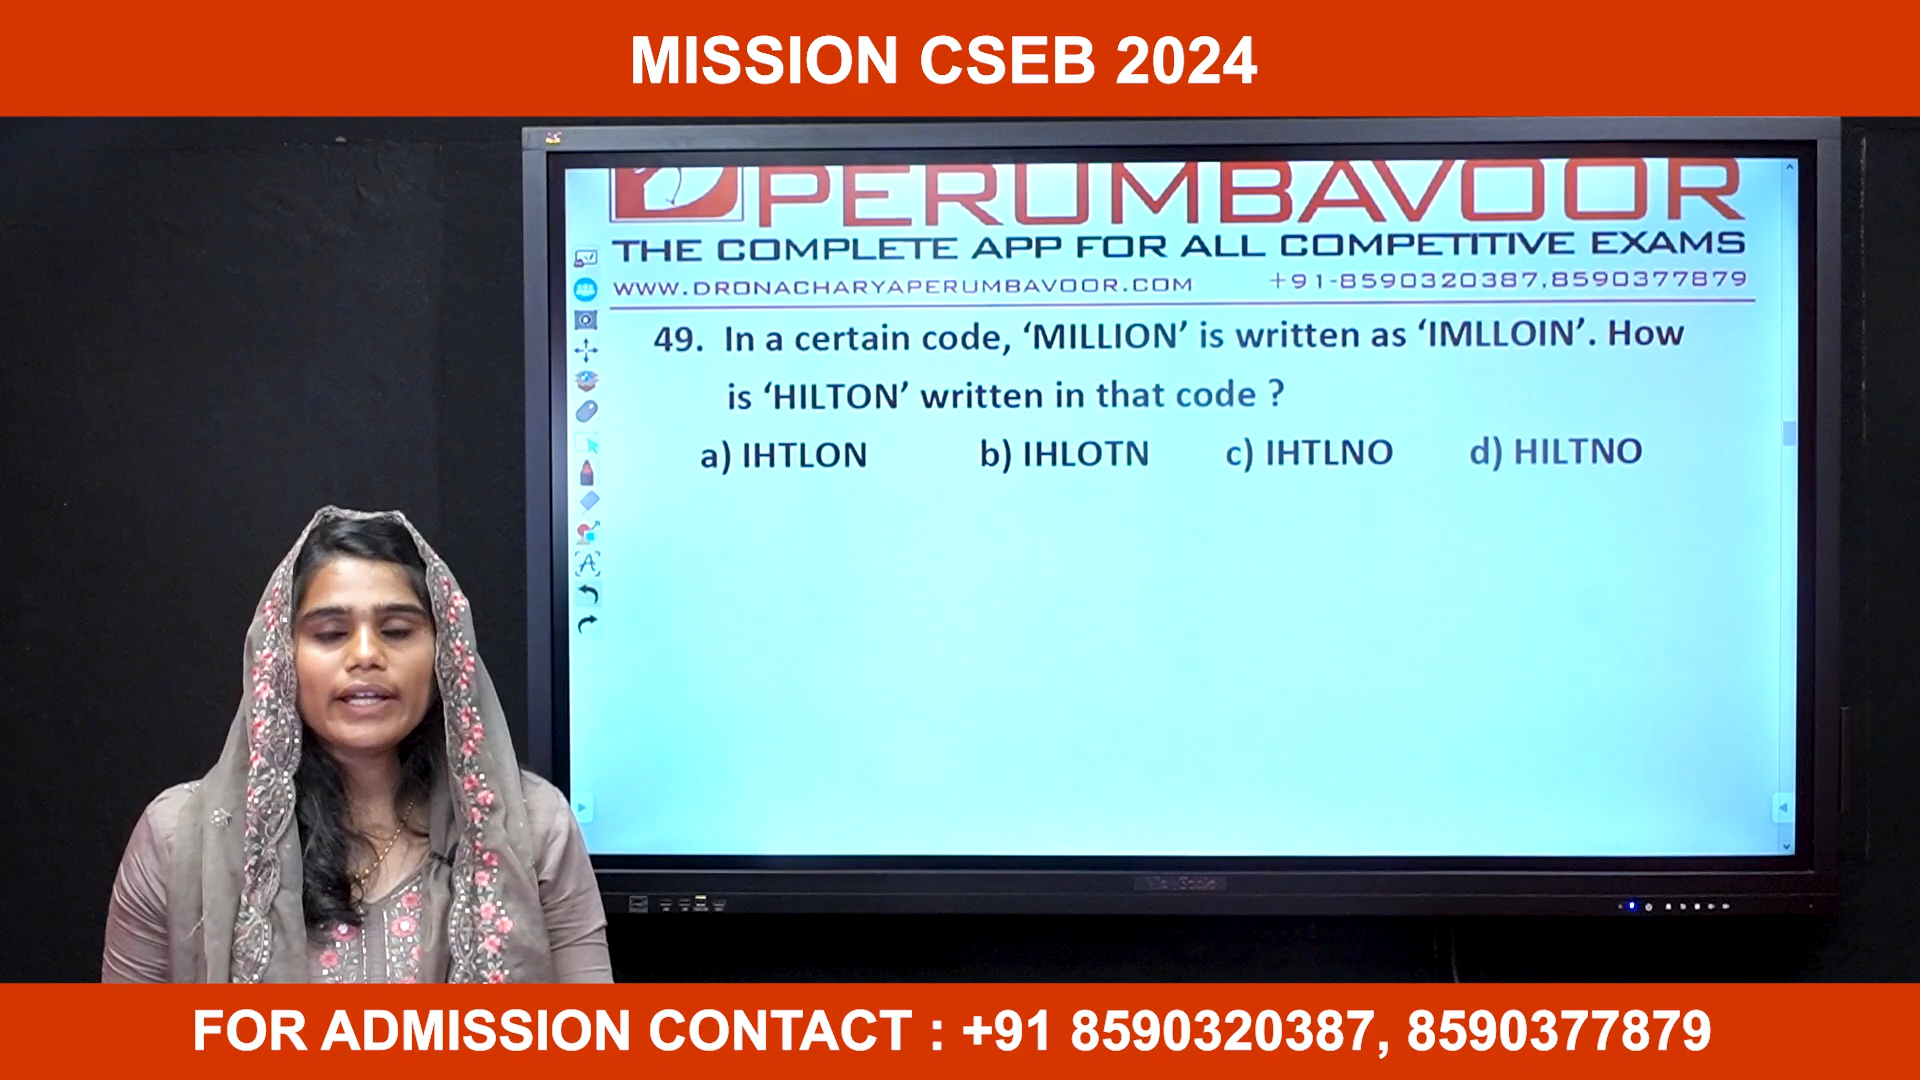 MISSION CSEB 2024
PERUMBAVOOR
THE COMPLETE APP FOR ALL COMPETITIVE EXAMS
WWW.DRONACHARYAPERUMBAVOOR.COM +91-8590320387,8590377879
49. In a certain code, ‘MILLION’ is written as ‘IMLLOIN’. How
is ‘HILTON’ written in that code ?
a) IHTLON b) IHLOTN c) IHTLNO d) HILTNO
FOR ADMISSION CONTACT : +91 8590320387, 8590377879